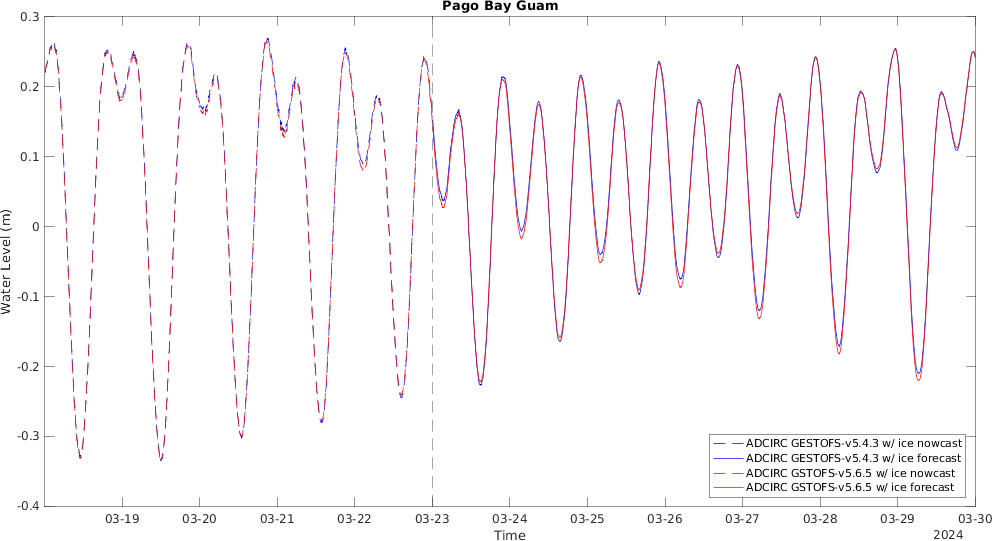 Pago Bay Guam
0.3
0.2
0.1
0
-0.1
-0.2
-0.3
-0.4
Water Level (m)
ADCIRC GESTOFS-v5.4.3 w/ ice nowcast
ADCIRC GESTOFS-v5.4.3 w/ ice forecast
ADCIRC GSTOFS-v5.6.5 w/ ice nowcast
ADCIRC GSTOFS-v5.6.5 w/ ice forecast
03-19 03-20 03-21 03-22 03-23 03-24 03-25 03-26 03-27 03-28 03-29 03-30
Time
2024